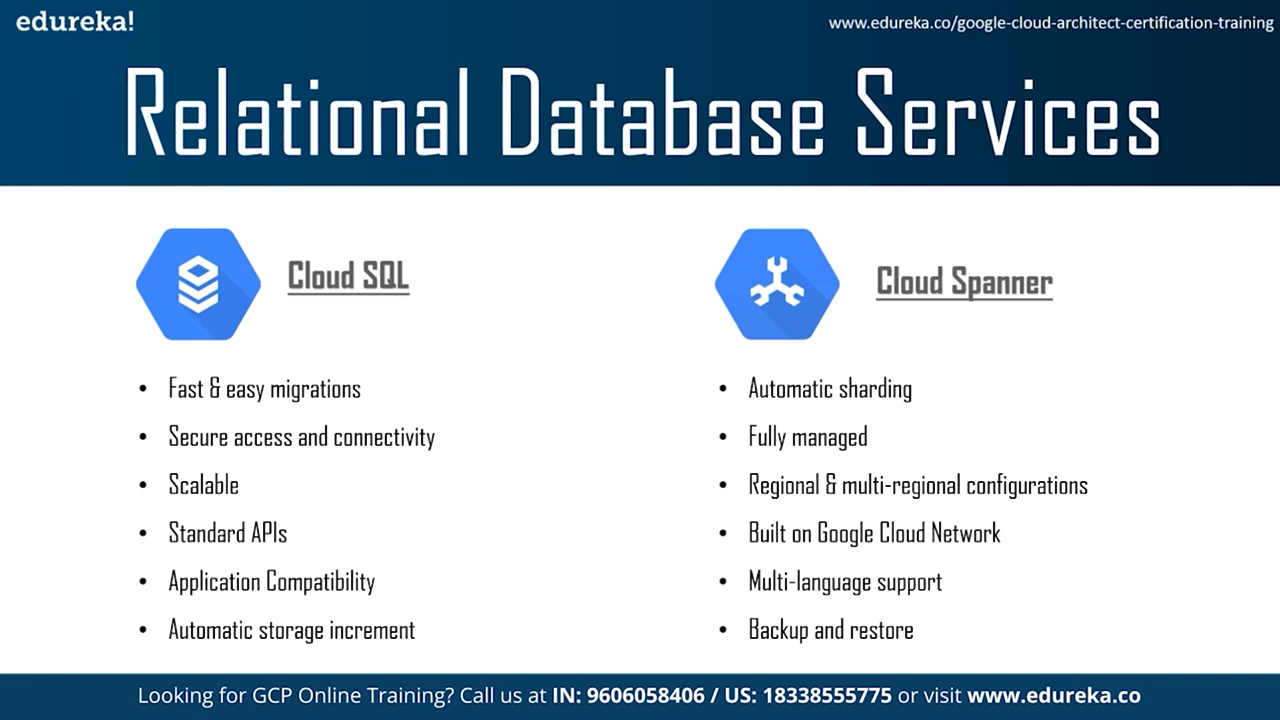 edureka!
www.edureka.co/google-cloud-architect-certification-training
Relational Database Services
Cloud SQL
• Fast & easy migrations
• Secure access and connectivity
• Scalable
• Standard APIs
• Application Compatibility
• Automatic storage increment
Cloud Spanner
• Automatic sharding
• Fully managed
• Regional & multi-regional configurations
• Built on Google Cloud Network
• Multi-language support
• Backup and restore
Looking for GCP Online Training? Call us at IN: 9606058406 / US: 18338555775 or visit www.edureka.co